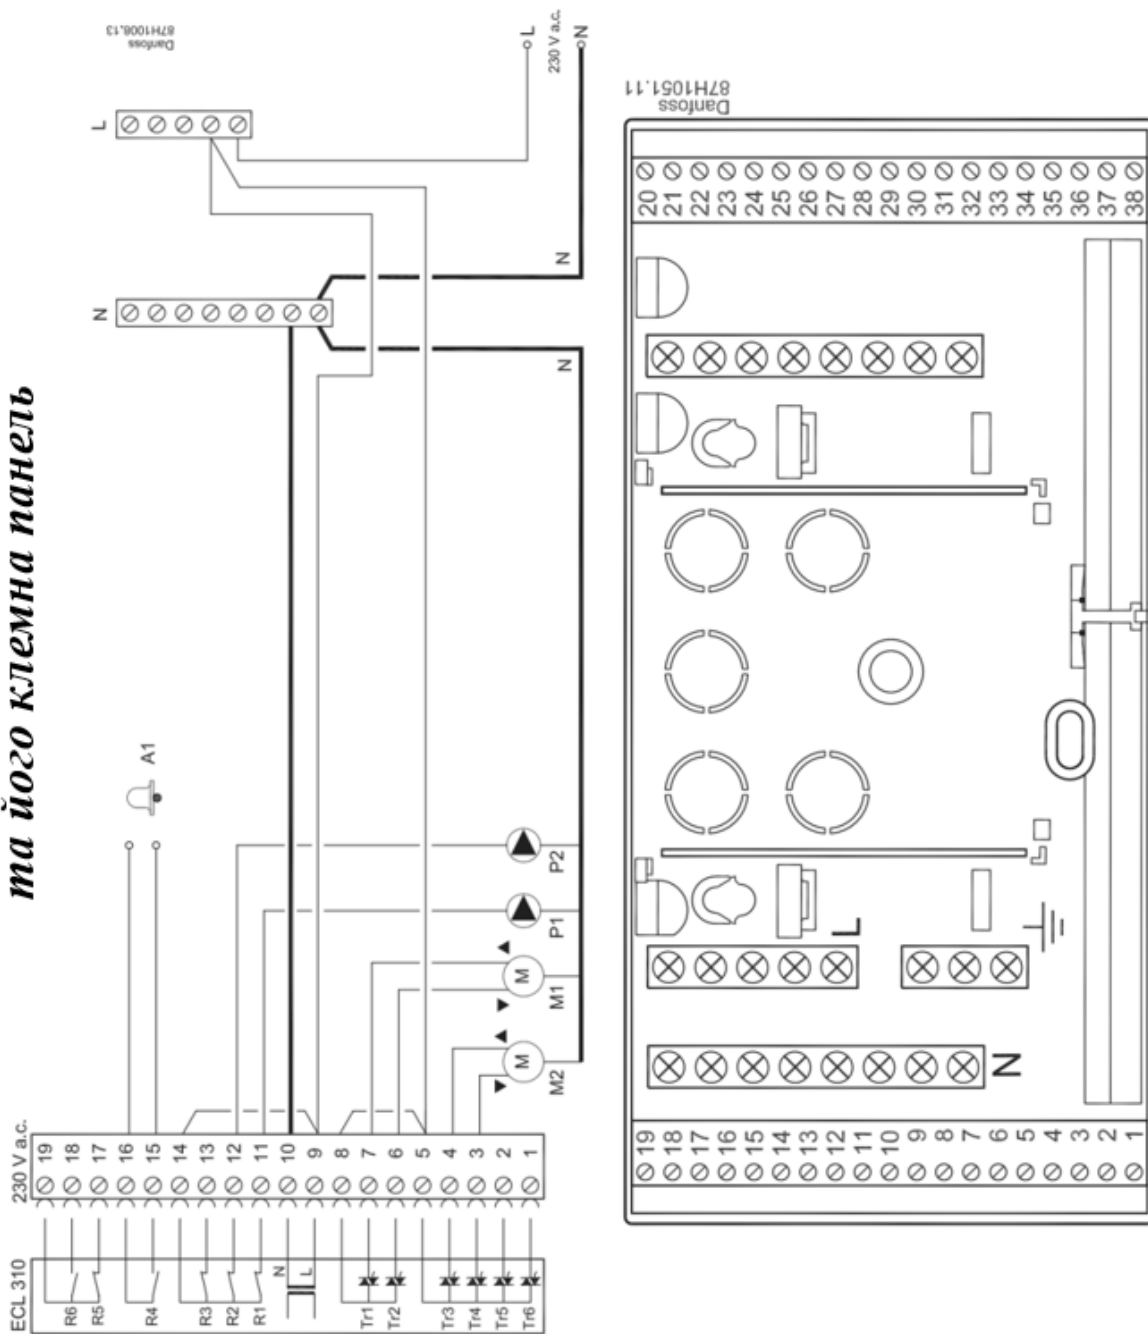 та його клемна панель
Danfoss
87H1008.13
L
N
L
230 V a.c.
N
N
N
A1
P2
P1
M
M1
M
M2
230 V a.c.
19
18
17
16
15
14
13
12
11
10
9
8
7
6
5
4
3
2
1
ECL 310
R6
R5
R4
R3
R2
R1
N
L
Tr1
Tr2
Tr3
Tr4
Tr5
Tr6
Danfoss
87H1051.11
20
21
22
23
24
25
26
27
28
29
30
31
32
33
34
35
36
37
38
L
N
19
18
17
16
15
14
13
12
11
10
9
8
7
6
5
4
3
2
1